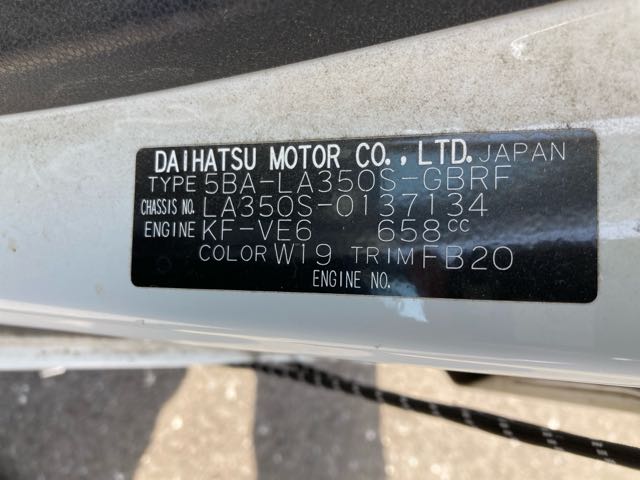 DAIHATSU MOTOR CO., LTD. JAPAN
TYPE 5BA-LA350S-GBRF
CHASSIS NO. LA350S-0137134
ENGINE KF-VE6 658cc
COLOR W19 TRIM FB20
ENGINE NO.